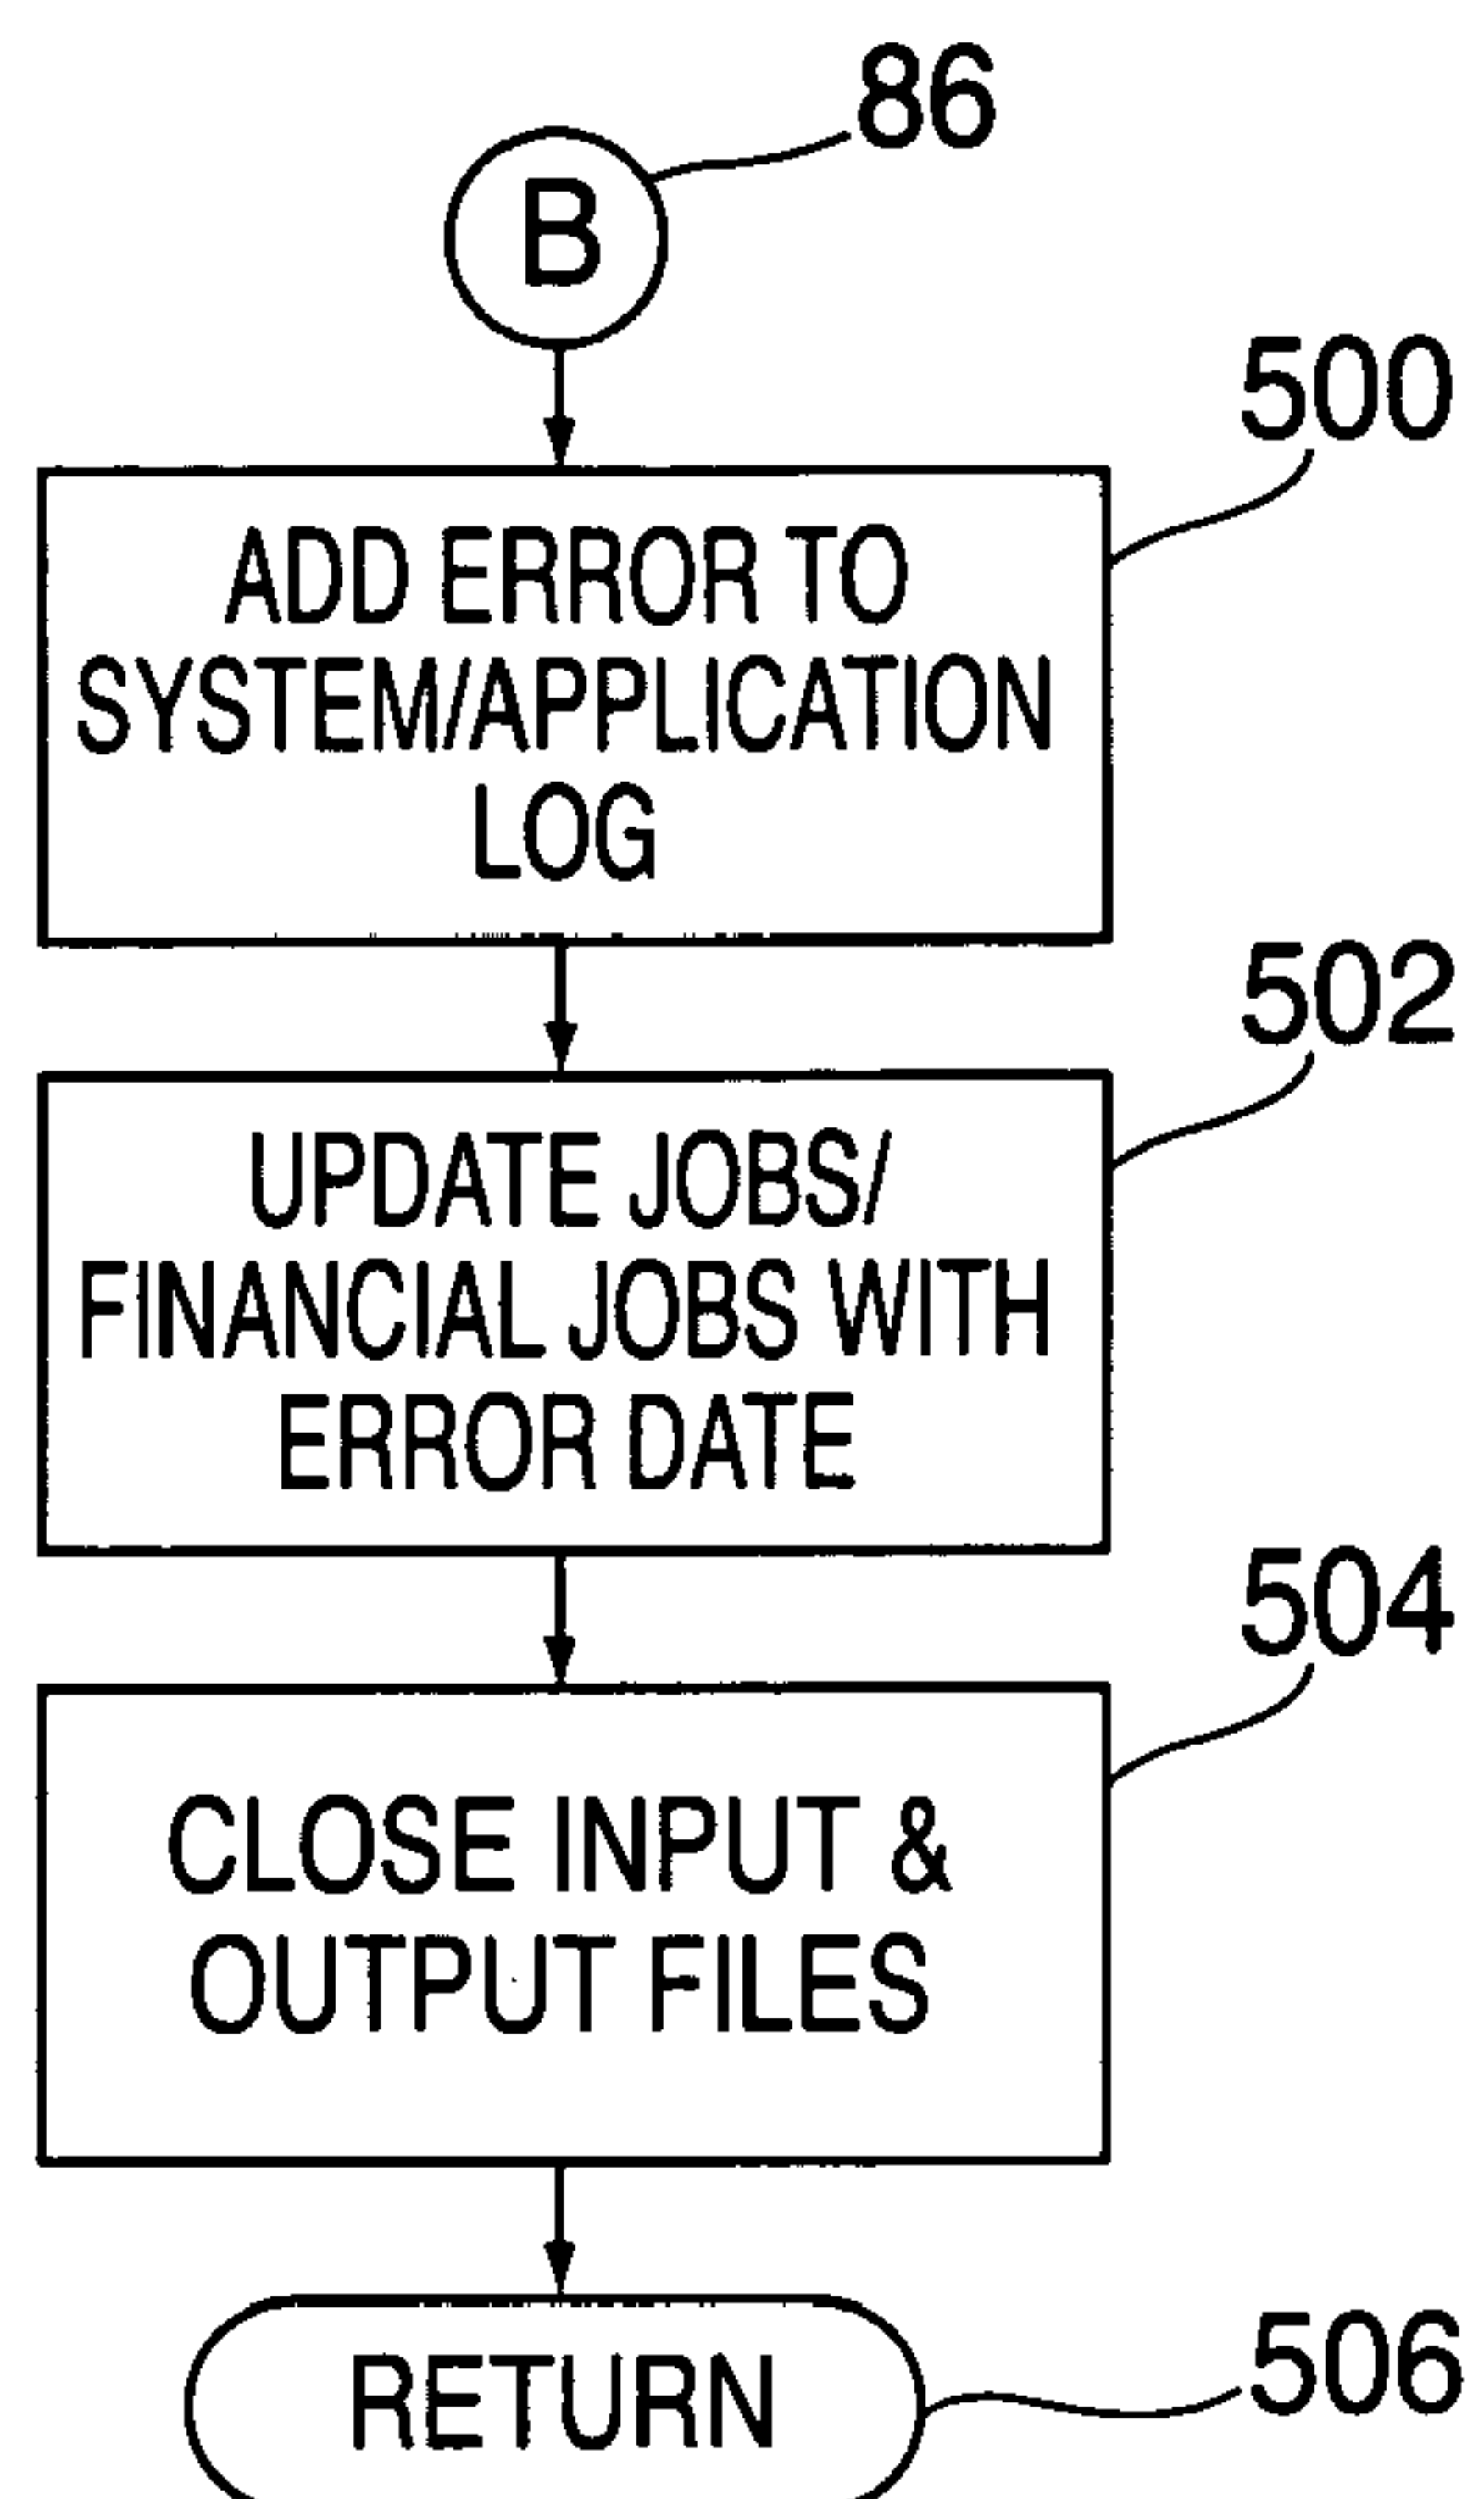 86
B
500
ADD ERROR TO
SYSTEM/APPLICATION
LOG
502
UPDATE JOBS/
FINANCIAL JOBS WITH
ERROR DATE
504
CLOSE INPUT &
OUTPUT FILES
RETURN
506